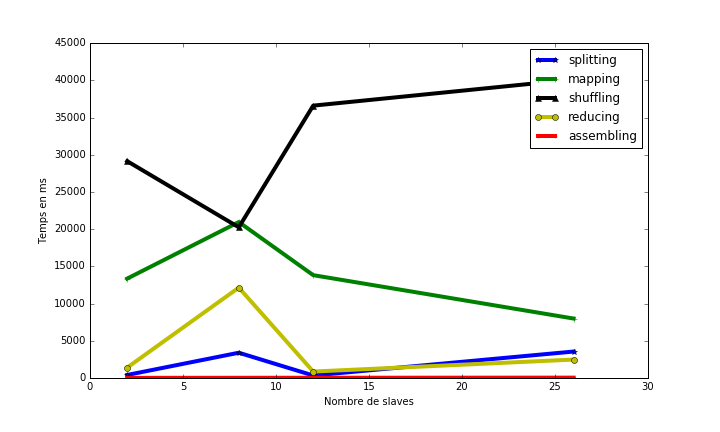 45000
40000
35000
30000
25000
20000
15000
10000
5000
0
Temps en ms
splitting
mapping
shuffling
reducing
assembling
0 5 10 15 20 25 30
Nombre de slaves